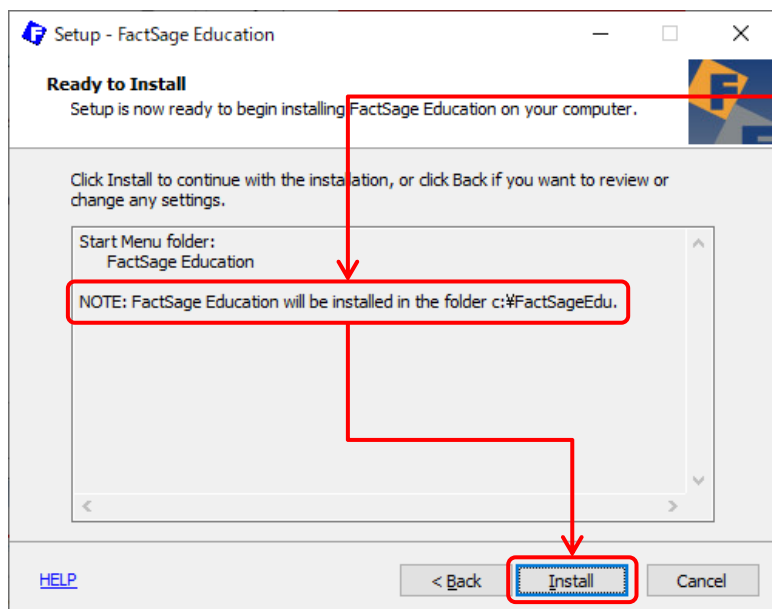 Setup - FactSage Education
Ready to Install
Setup is now ready to begin installing FactSage Education on your computer.
Click Install to continue with the installation, or click Back if you want to review or
change any settings.
Start Menu folder:
FactSage Education
NOTE: FactSage Education will be installed in the folder c:¥FactSageEdu.
HELP
< Back
Install
Cancel